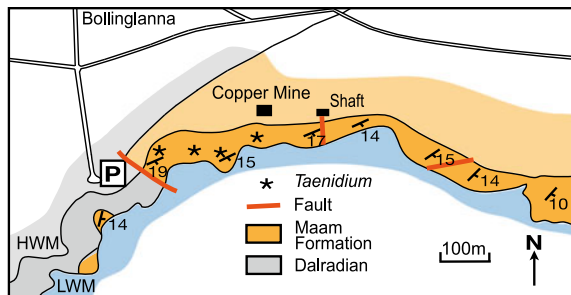 Bollinglanna
Copper Mine
Shaft
P
19
15
17
14
15
14
10
14
HWM
LWM
* Taenidium
Fault
Maam
Formation
Dalradian
100m
N